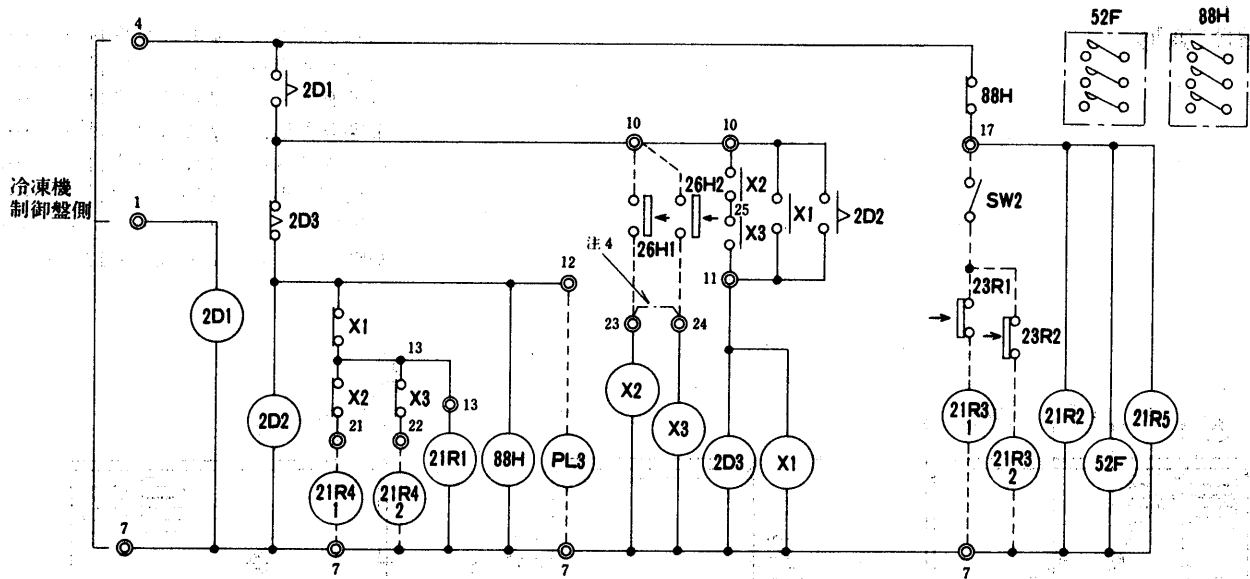 4
52F
88H
2D1
88H
10
10
17
冷凍機
制御盤側
1
2D3
26H2
X2
25
X3
X1
2D2
SW2
26H1
注4
12
11
23R1
2D1
X1
23
24
23R2
13
X2
X3
13
X2
21
22
2D2
X3
21R3
1
21R2
21R5
21R1
88H
PL3
2D3
X1
21R3
2
52F
21R4
1
21R4
2
7
7
7
7